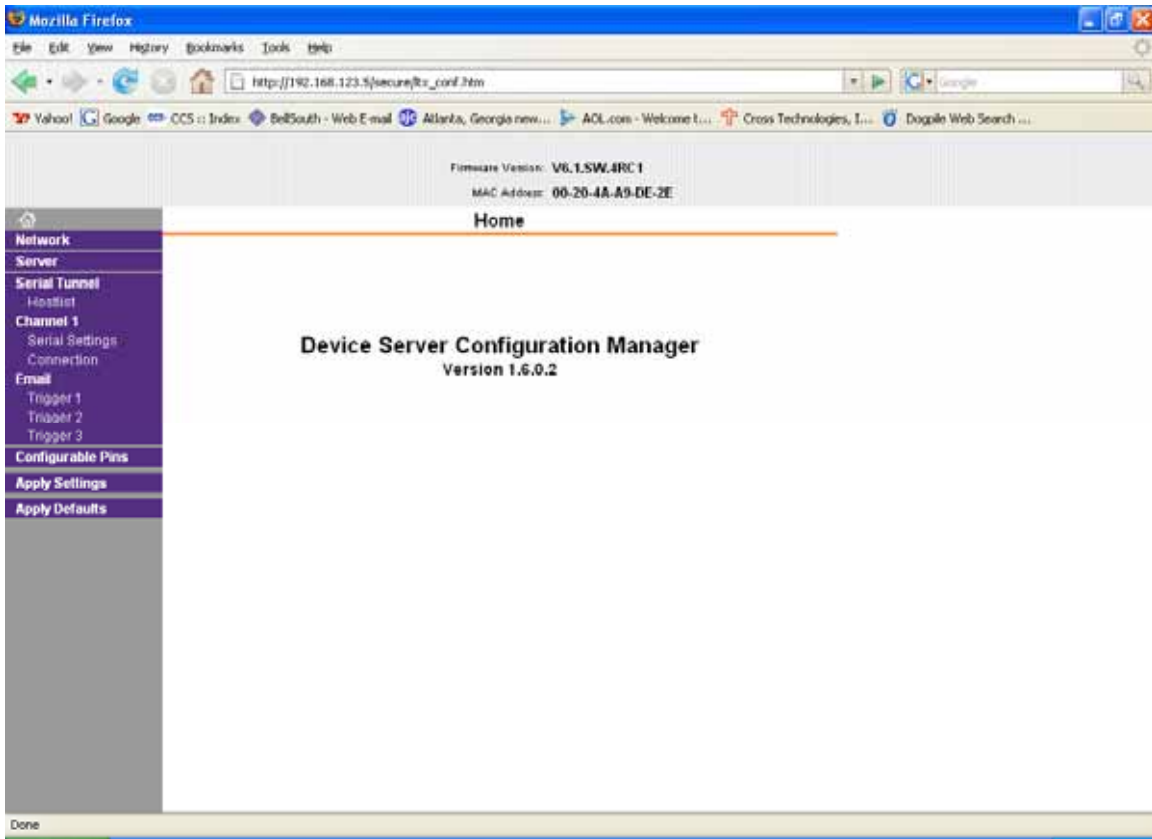 Mozilla Firefox
File Edit View History Bookmarks Tools Help
http://192.168.123.5/secure/ltx_conf.htm
Google
Yahoo! Google CCS :: Index BellSouth - Web E-mail Atlanta, Georgia new... AOL.com - Welcome t... Cross Technologies, I... Dogpile Web Search ...
Firmware Version: V6.1.SW.4RC1
MAC Address: 00-20-4A-A9-DE-2E
Home
Network
Server
Serial Tunnel
Hostlist
Channel 1
Serial Settings
Connection
Email
Trigger 1
Trigger 2
Trigger 3
Configurable Pins
Apply Settings
Apply Defaults
Device Server Configuration Manager
Version 1.6.0.2
Done